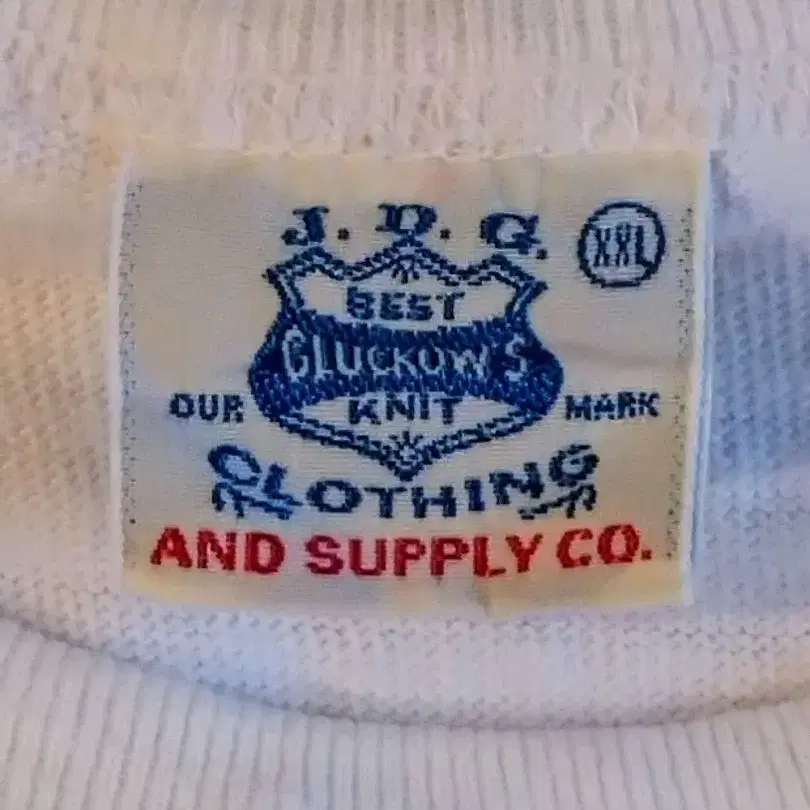 J. D. G.
XXL
BEST
GLUCKOW'S
OUR KNIT MARK
CLOTHING
AND SUPPLY CO.